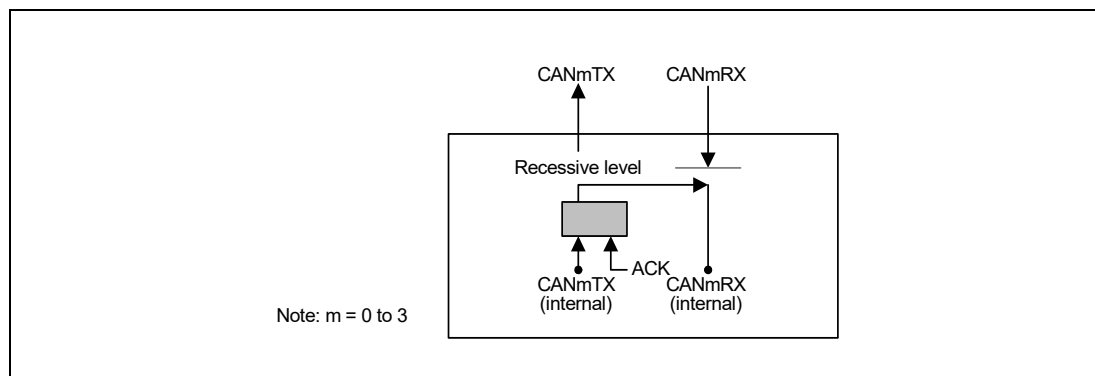 CANmTX CANmRX
Recessive level
ACK
CANmTX
(internal)
CANmRX
(internal)
Note: m = 0 to 3